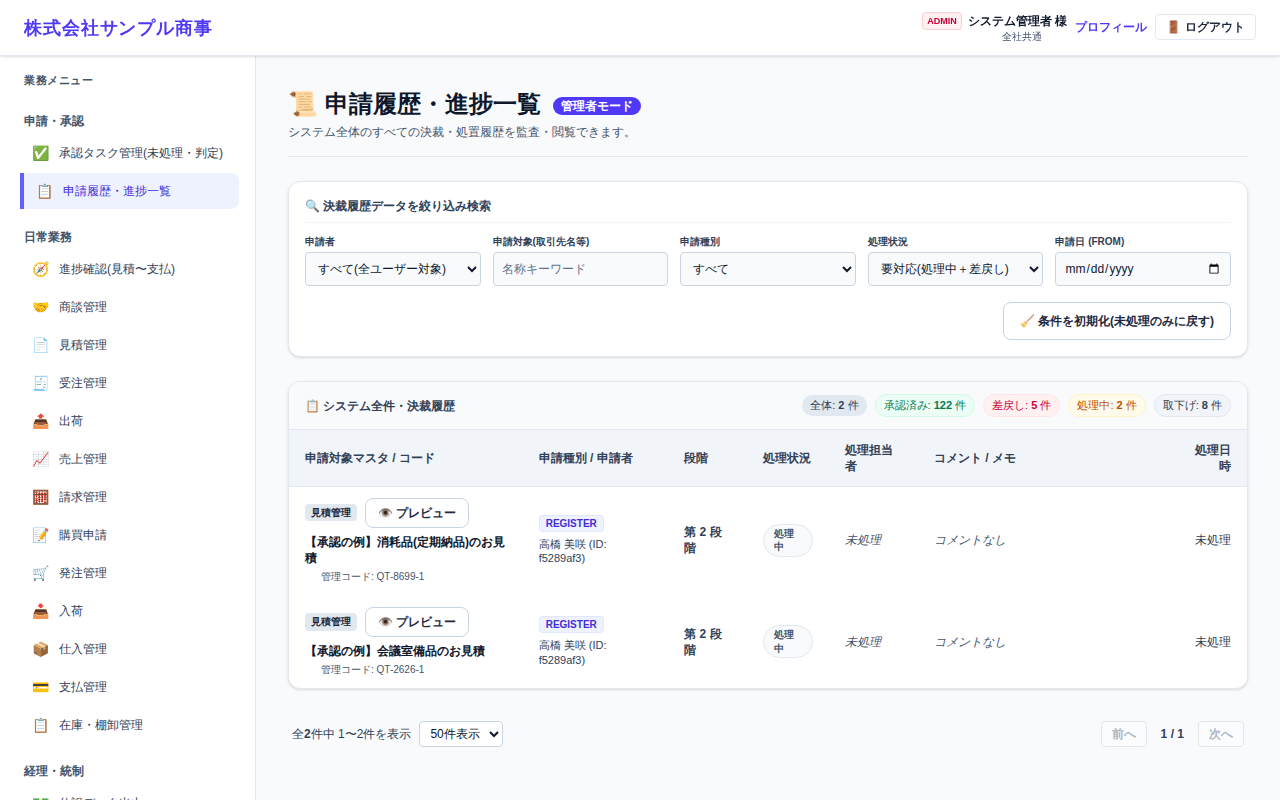 株式会社サンプル商事
ADMIN システム管理者 様
全社共通
プロフィール
🚪 ログアウト
業務メニュー
申請・承認
✅ 承認タスク管理(未処理・判定)
📋 申請履歴・進捗一覧
日常業務
🧭 進捗確認(見積〜支払)
🤝 商談管理
📄 見積管理
🧾 受注管理
📤 出荷
📈 売上管理
🧮 請求管理
📝 購買申請
🛒 発注管理
📥 入荷
📦 仕入管理
💳 支払管理
📋 在庫・棚卸管理
経理・統制
📜 申請履歴・進捗一覧 管理者モード
システム全体のすべての決裁・処置履歴を監査・閲覧できます。
🔍 決裁履歴データを絞り込み検索
申請者
すべて(全ユーザー対象)
申請対象(取引先名等)
名称キーワード
申請種別
すべて
処理状況
要対応(処理中＋差戻し)
申請日 (FROM)
mm/dd/yyyy
🧹 条件を初期化(未処理のみに戻す)
📋 システム全件・決裁履歴
全体: 2 件
承認済み: 122 件
差戻し: 5 件
処理中: 2 件
取下げ: 8 件
申請対象マスタ / コード
申請種別 / 申請者
段階
処理状況
処理担当
者
コメント / メモ
処理日
時
見積管理 👁️ プレビュー
【承認の例】消耗品(定期納品)のお見
積
管理コード: QT-8699-1
REGISTER
高橋 美咲 (ID:
f5289af3)
第 2 段
階
処理
中
未処理
コメントなし
未処理
見積管理 👁️ プレビュー
【承認の例】会議室備品のお見積
管理コード: QT-2626-1
REGISTER
高橋 美咲 (ID:
f5289af3)
第 2 段
階
処理
中
未処理
コメントなし
未処理
全2件中 1〜2件を表示
50件表示
前へ
1 / 1
次へ